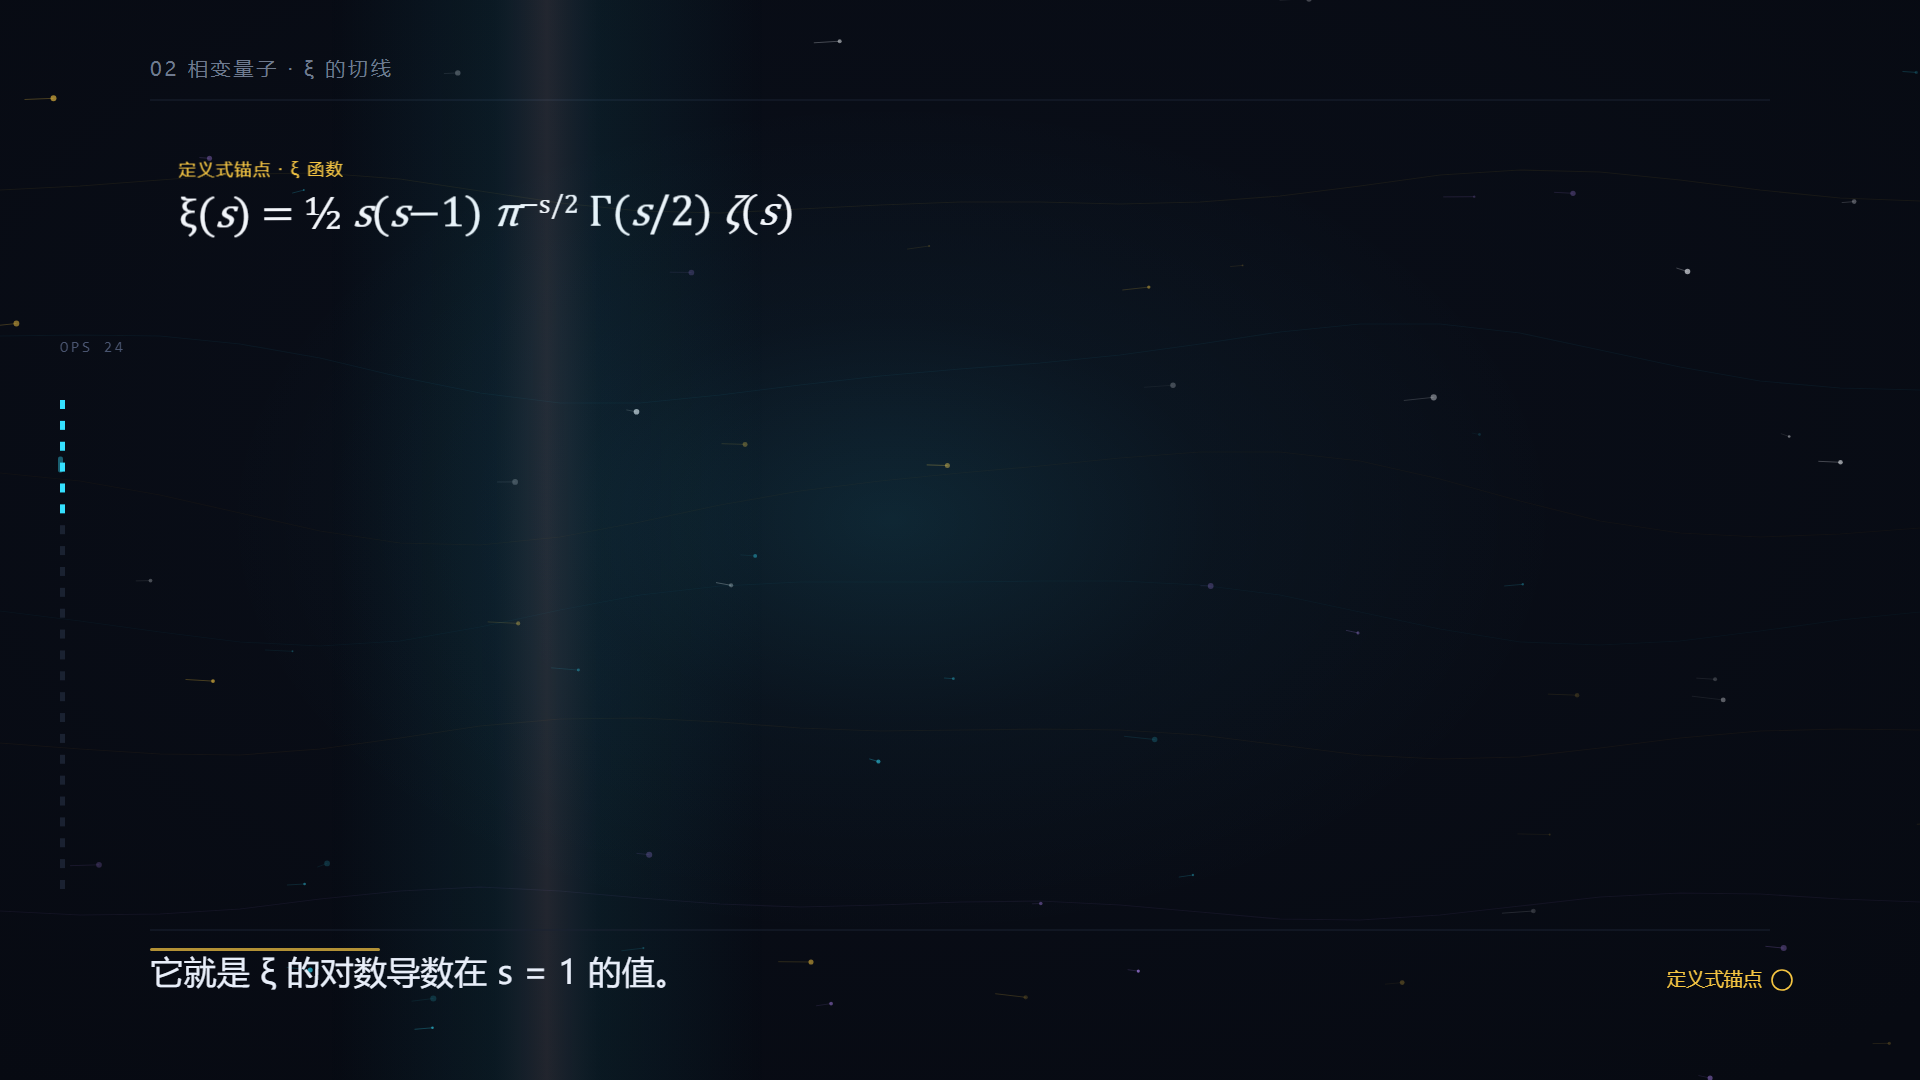 02 相变量子 · ξ 的切线
定义式锚点 · ξ 函数
ξ(s) = ½ s(s−1) π⁻ˢ/² Γ(s/2) ζ(s)
OPS 24
它就是 ξ 的对数导数在 s = 1 的值。
定义式锚点